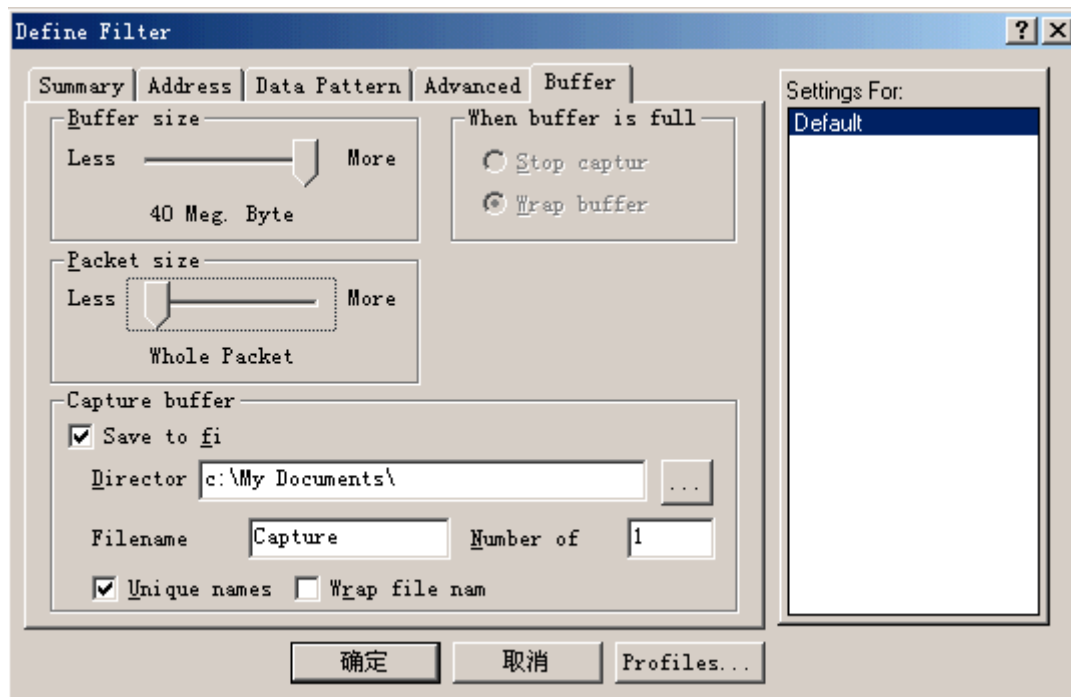 Define Filter
Summary Address Data Pattern Advanced Buffer
Settings For:
Default
Buffer size
Less More
40 Meg. Byte
When buffer is full
Stop captur
Wrap buffer
Packet size
Less More
Whole Packet
Capture buffer
Save to fi
Director c:\My Documents\ ...
Filename Capture Number of 1
Unique names Wrap file nam
确定 取消 Profiles...